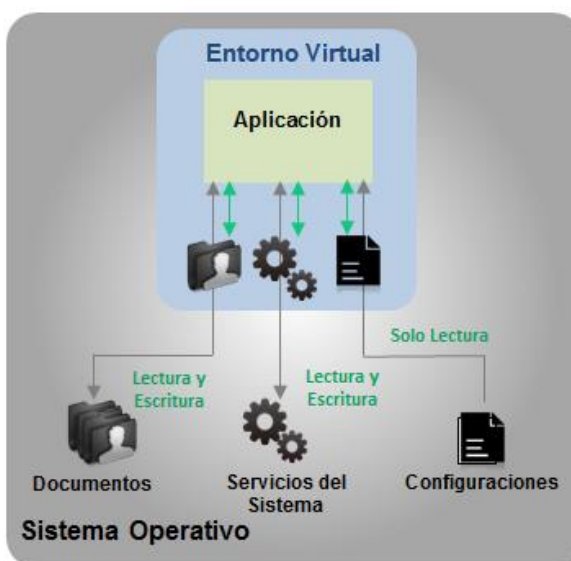 Entorno Virtual
Aplicación
Solo Lectura
Lectura y
Escritura
Lectura y
Escritura
Documentos
Servicios del
Sistema
Configuraciones
Sistema Operativo